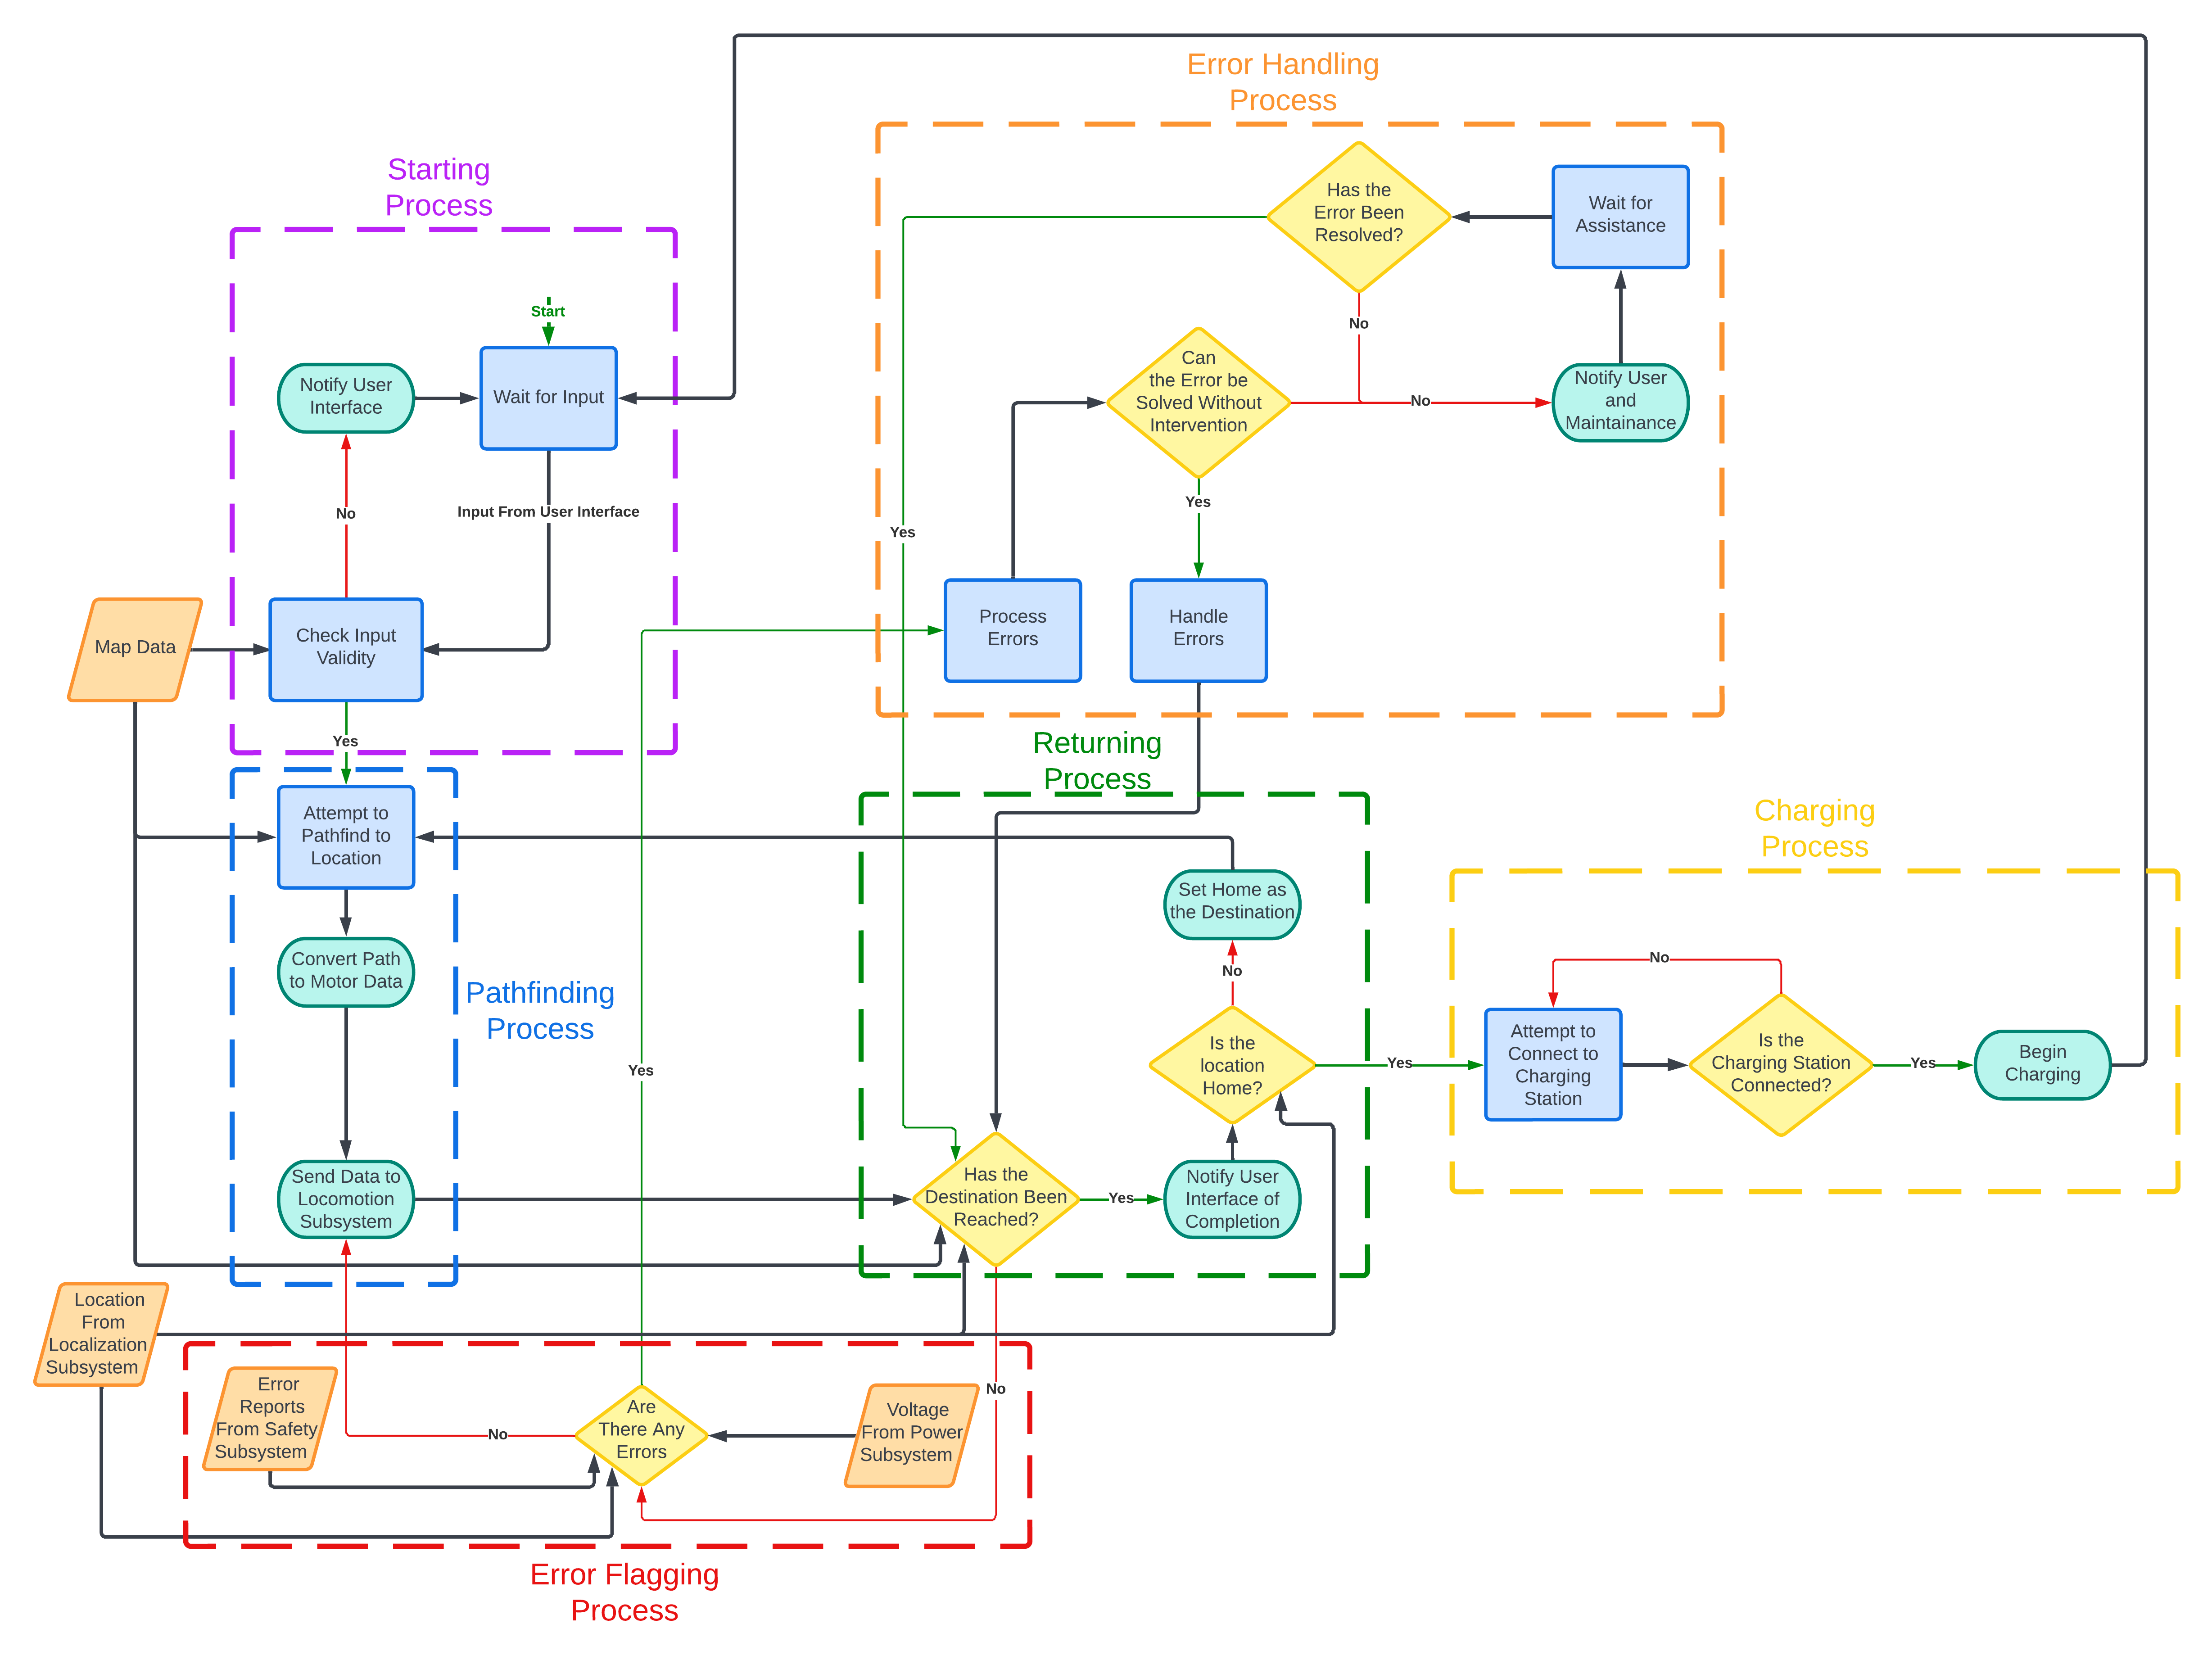 Error Handling
Process
Starting
Process
Has the
Error Been
Resolved?
Wait for
Assistance
Start
No
Notify User
Interface
Wait for Input
Can
the Error be
Solved Without
Intervention
No
Notify User
and
Maintainance
Yes
No
Input From User Interface
Yes
Map Data
Check Input
Validity
Process
Errors
Handle
Errors
Yes
Returning
Process
Attempt to
Pathfind to
Location
Charging
Process
Set Home as
the Destination
Convert Path
to Motor Data
Pathfinding
Process
No
No
Yes
Is the
location
Home?
Yes
Attempt to
Connect to
Charging
Station
Is the
Charging Station
Connected?
Yes
Begin
Charging
Send Data to
Locomotion
Subsystem
Has the
Destination Been
Reached?
Yes
Notify User
Interface of
Completion
Location
From
Localization
Subsystem
Error
Reports
From Safety
Subsystem
No
Are
There Any
Errors
Voltage
From Power
Subsystem
No
Error Flagging
Process